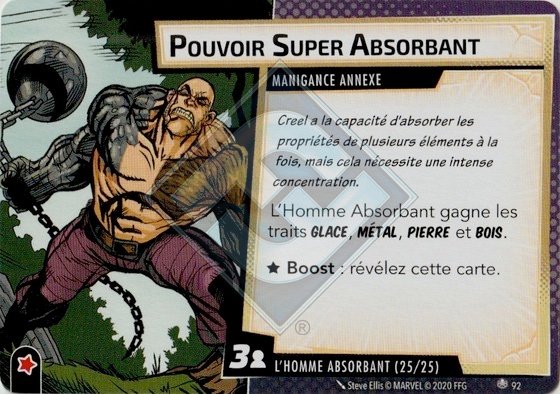 POUVOIR SUPER ABSORBANT
MANIGANCE ANNEXE
Creel a la capacité d'absorber les
propriétés de plusieurs éléments à la
fois, mais cela nécessite une intense
concentration.
L'Homme Absorbant gagne les
traits GLACE, MÉTAL, PIERRE et BOIS.
★ Boost : révélez cette carte.
®
3
L'HOMME ABSORBANT (25/25)
Steve Ellis © MARVEL © 2020 FFG 92